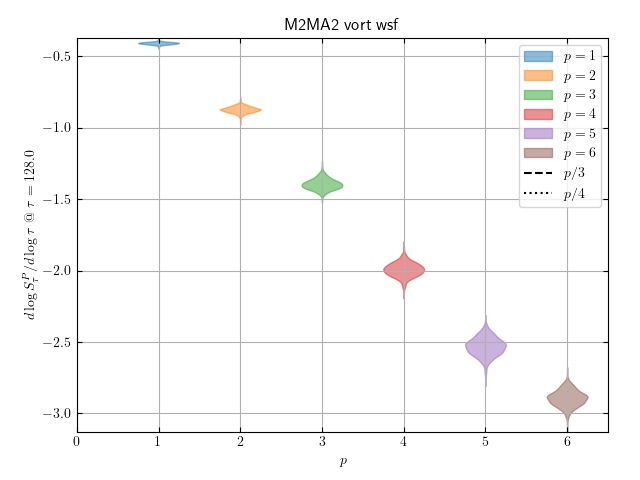 M2MA2 vort wsf
d log S_τ^P / d log τ @ τ = 128.0
−0.5
−1.0
−1.5
−2.0
−2.5
−3.0
0 1 2 3 4 5 6
p
p = 1
p = 2
p = 3
p = 4
p = 5
p = 6
p/3
p/4